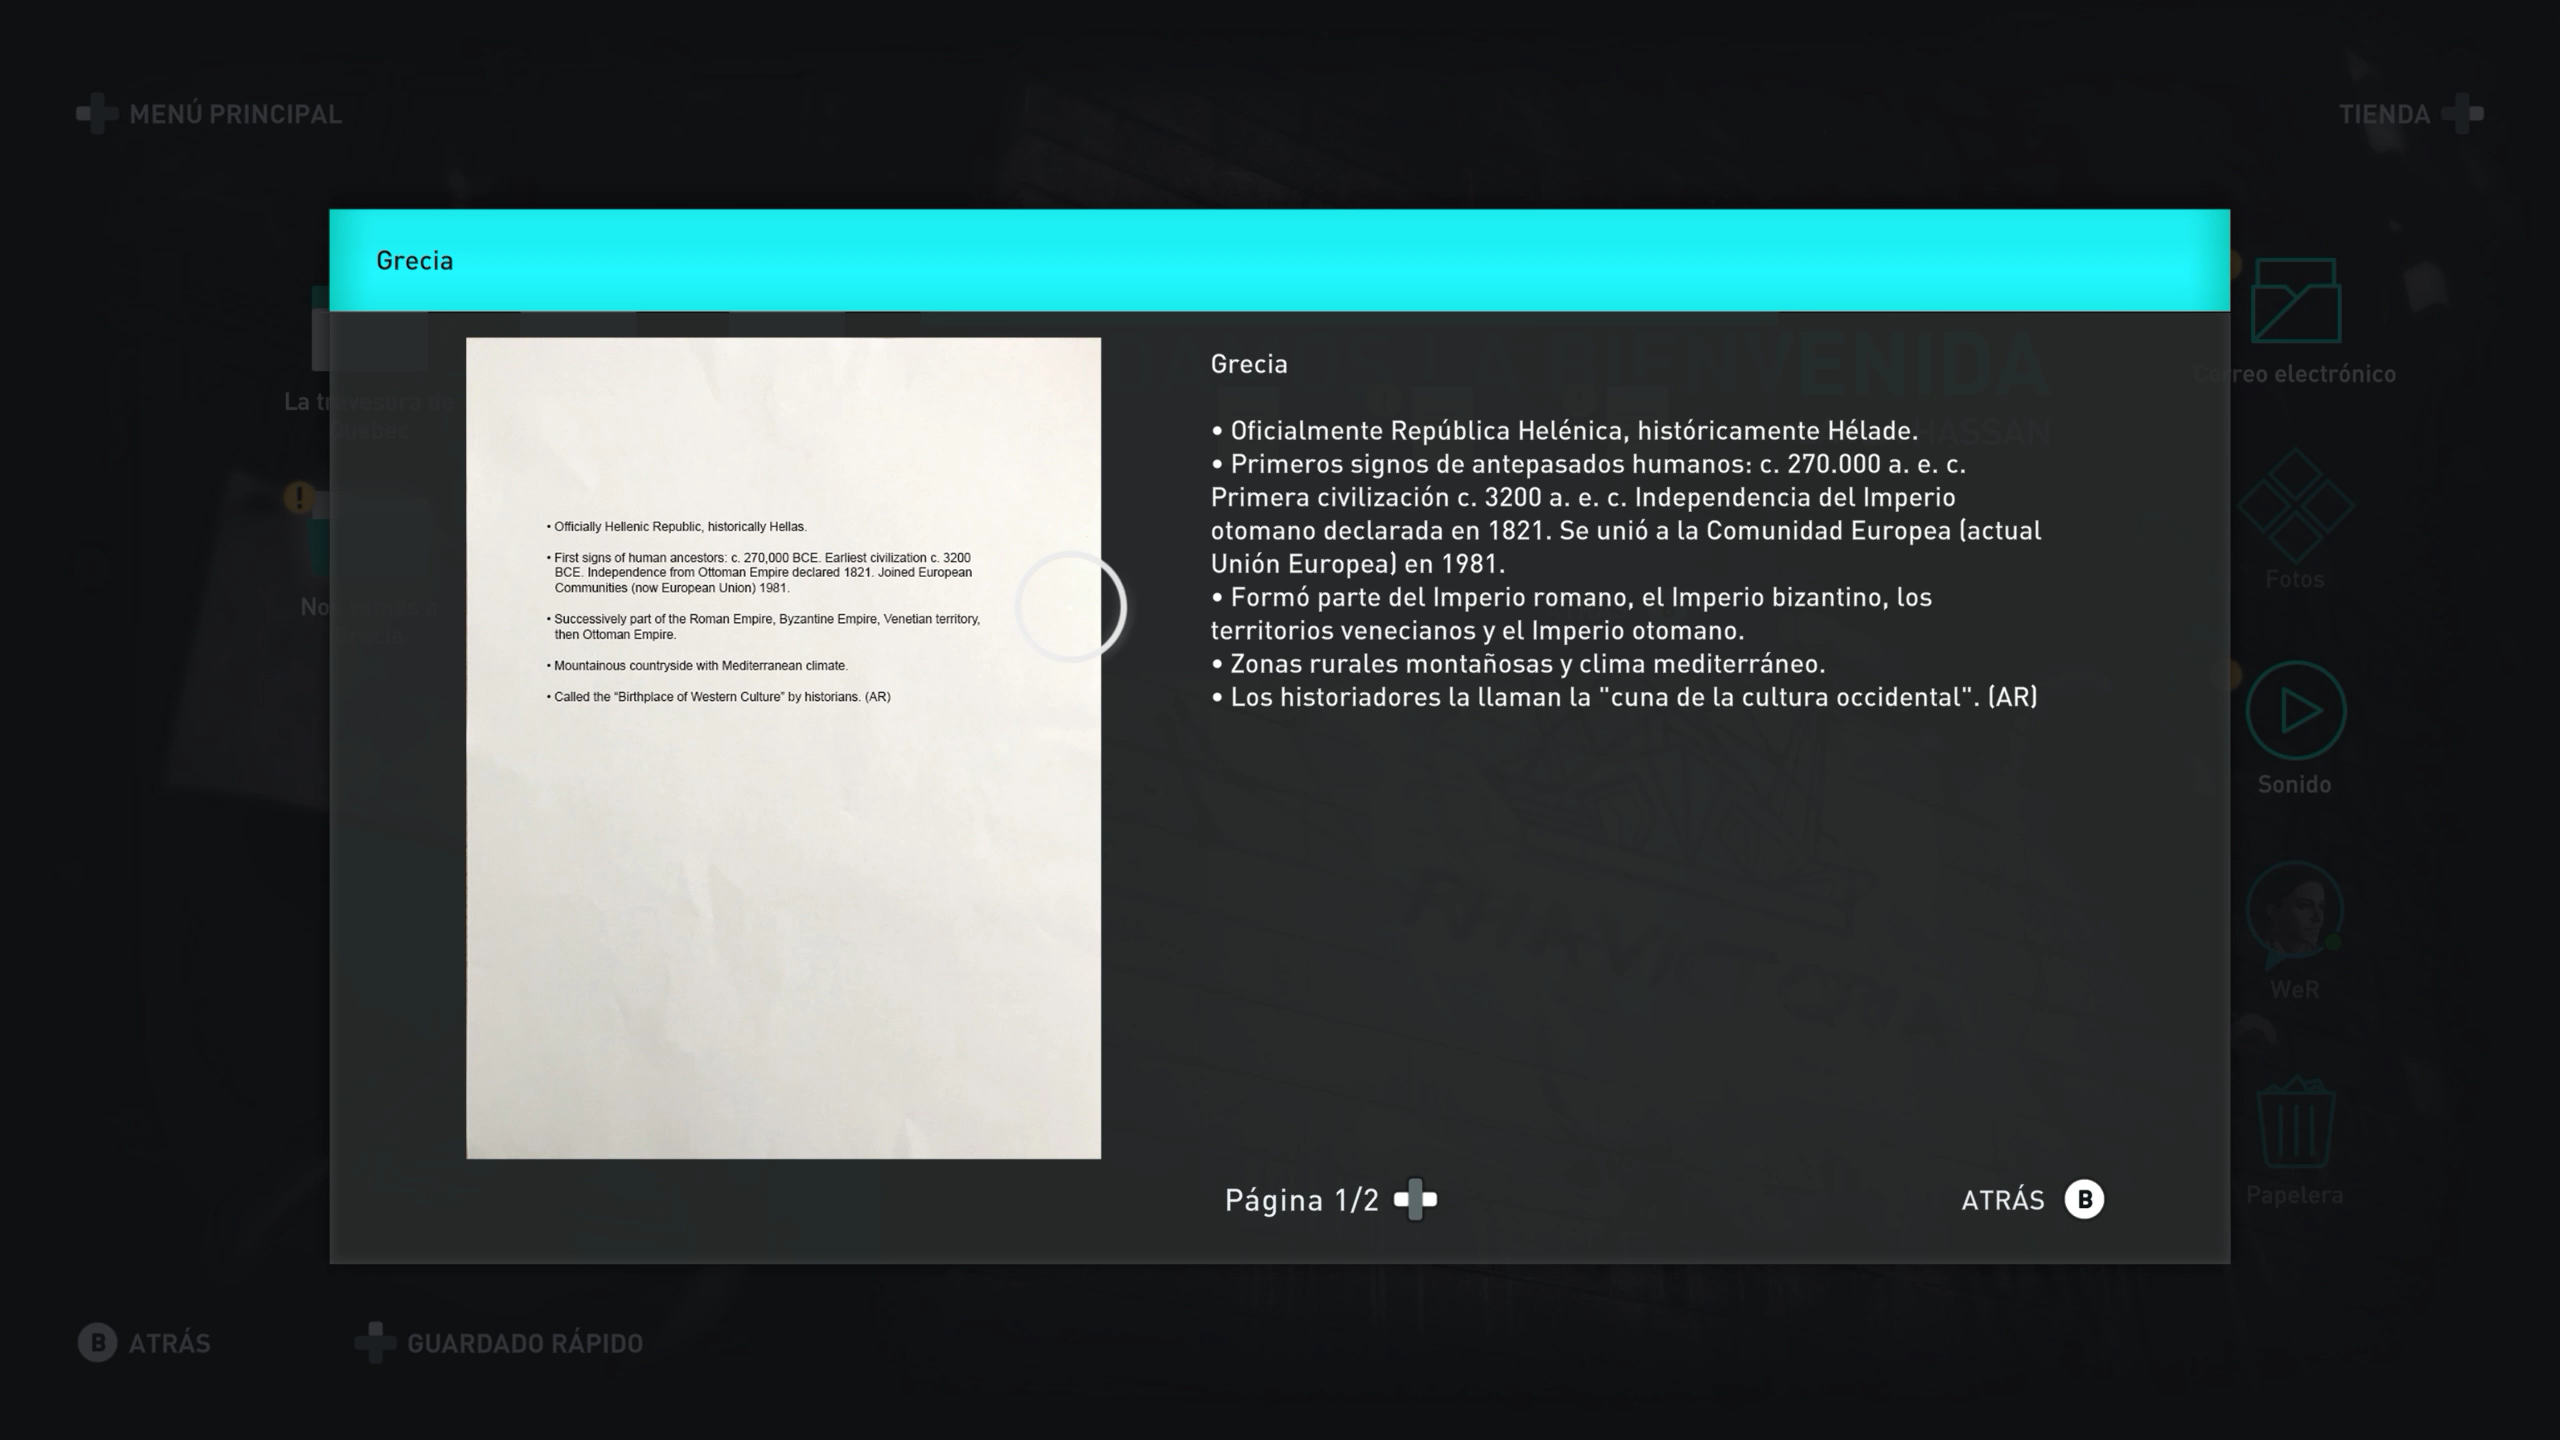 MENÚ PRINCIPAL
TIENDA
Grecia
• Officially Hellenic Republic, historically Hellas.
• First signs of human ancestors: c. 270,000 BCE. Earliest civilization c. 3200
BCE. Independence from Ottoman Empire declared 1821. Joined European
Communities (now European Union) 1981.
• Successively part of the Roman Empire, Byzantine Empire, Venetian territory,
then Ottoman Empire.
• Mountainous countryside with Mediterranean climate.
• Called the “Birthplace of Western Culture” by historians. (AR)
Grecia
• Oficialmente República Helénica, históricamente Hélade.
• Primeros signos de antepasados humanos: c. 270.000 a. e. c.
Primera civilización c. 3200 a. e. c. Independencia del Imperio
otomano declarada en 1821. Se unió a la Comunidad Europea (actual
Unión Europea) en 1981.
• Formó parte del Imperio romano, el Imperio bizantino, los
territorios venecianos y el Imperio otomano.
• Zonas rurales montañosas y clima mediterráneo.
• Los historiadores la llaman la "cuna de la cultura occidental". (AR)
Página 1/2
ATRÁS B
La travesura de
Quebec
Correo electrónico
Fotos
Sonido
WeR
Papelera
HASSAN
B ATRÁS
GUARDADO RÁPIDO